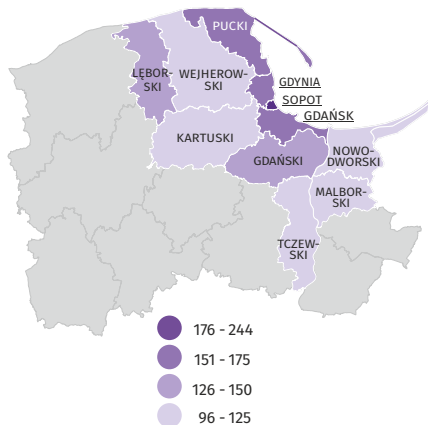 PUCKI
LĘBOR-
SKI
WEJHEROW-
SKI
GDYNIA
SOPOT
GDAŃSK
KARTUSKI
GDAŃSKI
NOWO-
DWORSKI
MALBOR-
SKI
TCZEW-
SKI
176 - 244
151 - 175
126 - 150
96 - 125